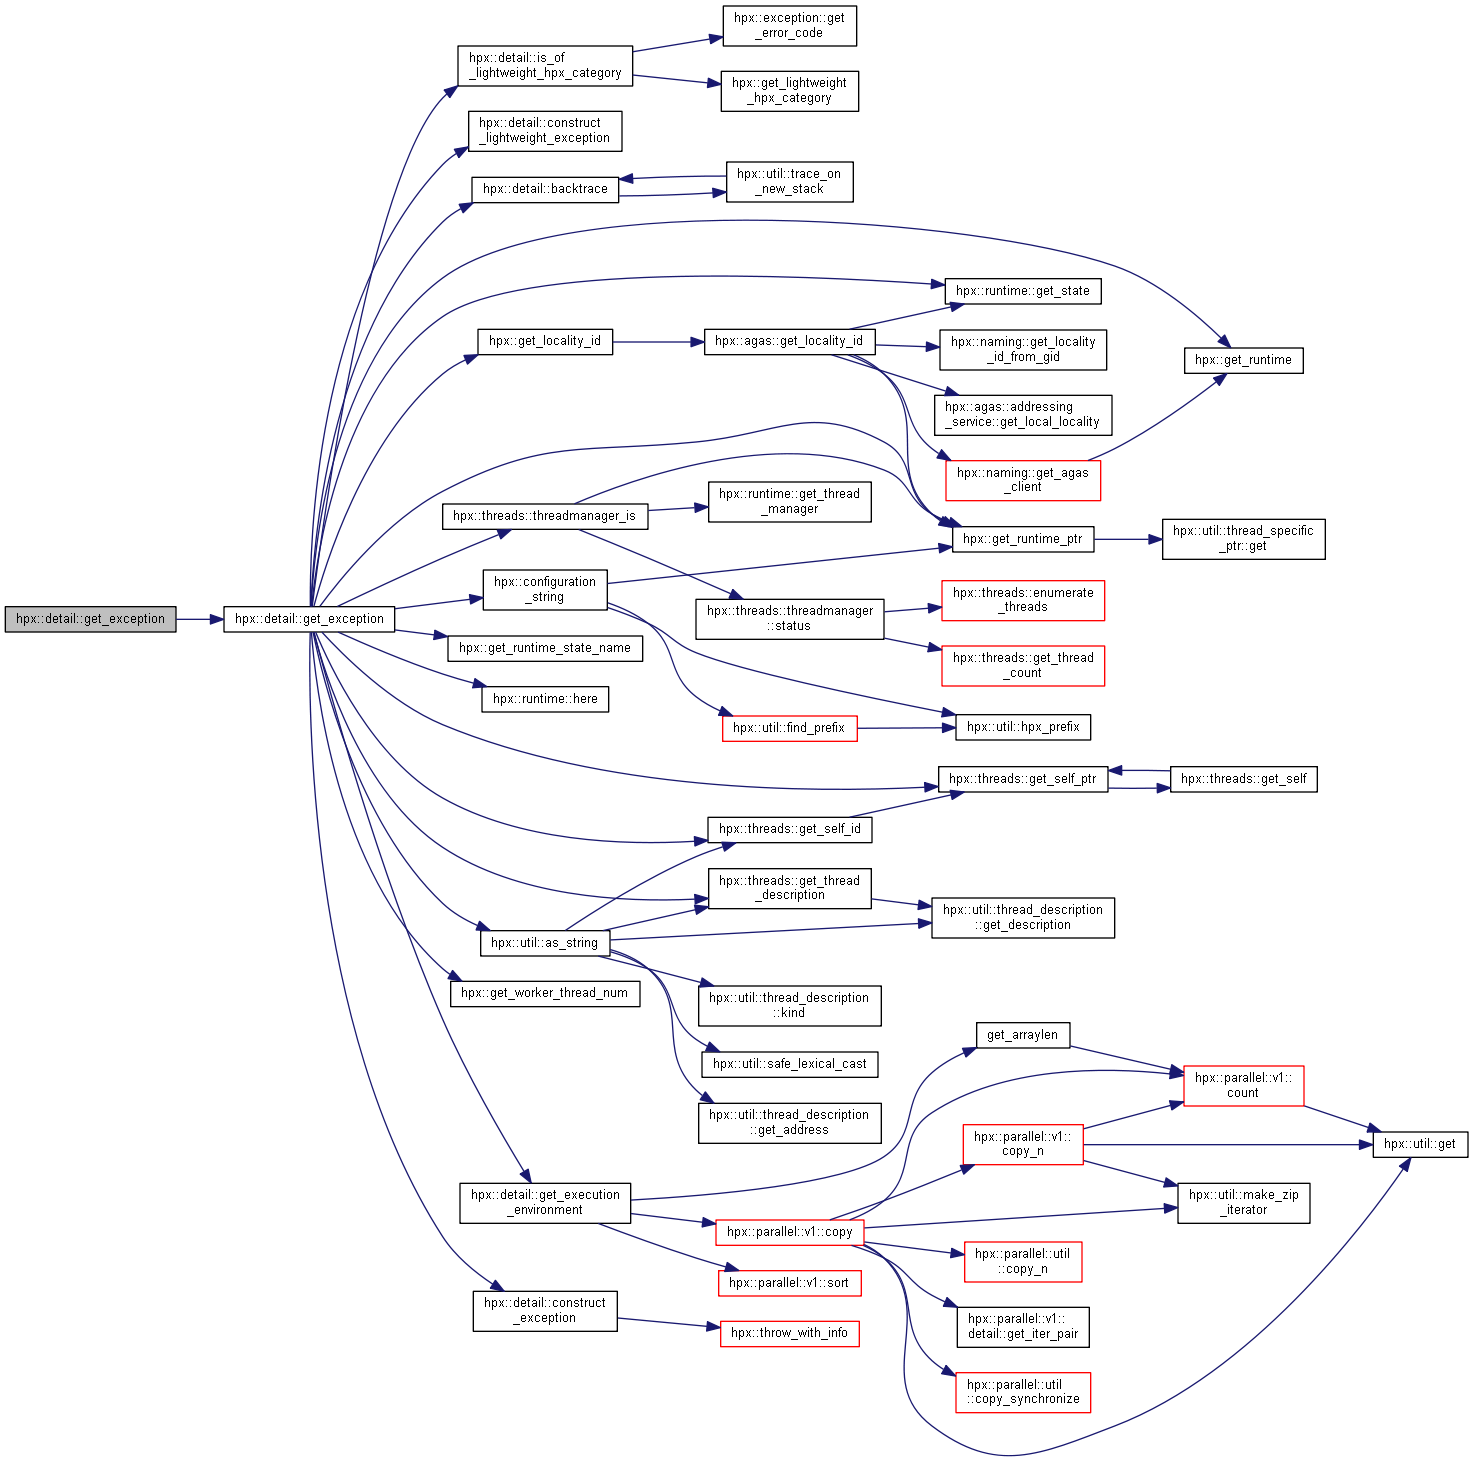 hpx::exception::get
_error_code
hpx::detail::is_of
_lightweight_hpx_category
hpx::get_lightweight
_hpx_category
hpx::detail::construct
_lightweight_exception
hpx::util::trace_on
_new_stack
hpx::detail::backtrace
hpx::runtime::get_state
hpx::get_locality_id
hpx::agas::get_locality_id
hpx::naming::get_locality
_id_from_gid
hpx::get_runtime
hpx::agas::addressing
_service::get_local_locality
hpx::naming::get_agas
_client
hpx::threads::threadmanager_is
hpx::runtime::get_thread
_manager
hpx::get_runtime_ptr
hpx::util::thread_specific
_ptr::get
hpx::configuration
_string
hpx::threads::enumerate
_threads
hpx::detail::get_exception
hpx::detail::get_exception
hpx::threads::threadmanager
::status
hpx::get_runtime_state_name
hpx::threads::get_thread
_count
hpx::runtime::here
hpx::util::find_prefix
hpx::util::hpx_prefix
hpx::threads::get_self_ptr
hpx::threads::get_self
hpx::threads::get_self_id
hpx::threads::get_thread
_description
hpx::util::thread_description
::get_description
hpx::util::as_string
hpx::get_worker_thread_num
hpx::util::thread_description
::kind
get_arraylen
hpx::util::safe_lexical_cast
hpx::parallel::v1::
count
hpx::util::thread_description
::get_address
hpx::parallel::v1::
copy_n
hpx::util::get
hpx::detail::get_execution
_environment
hpx::util::make_zip
_iterator
hpx::parallel::v1::copy
hpx::parallel::util
::copy_n
hpx::parallel::v1::sort
hpx::detail::construct
_exception
hpx::parallel::v1::
detail::get_iter_pair
hpx::throw_with_info
hpx::parallel::util
::copy_synchronize